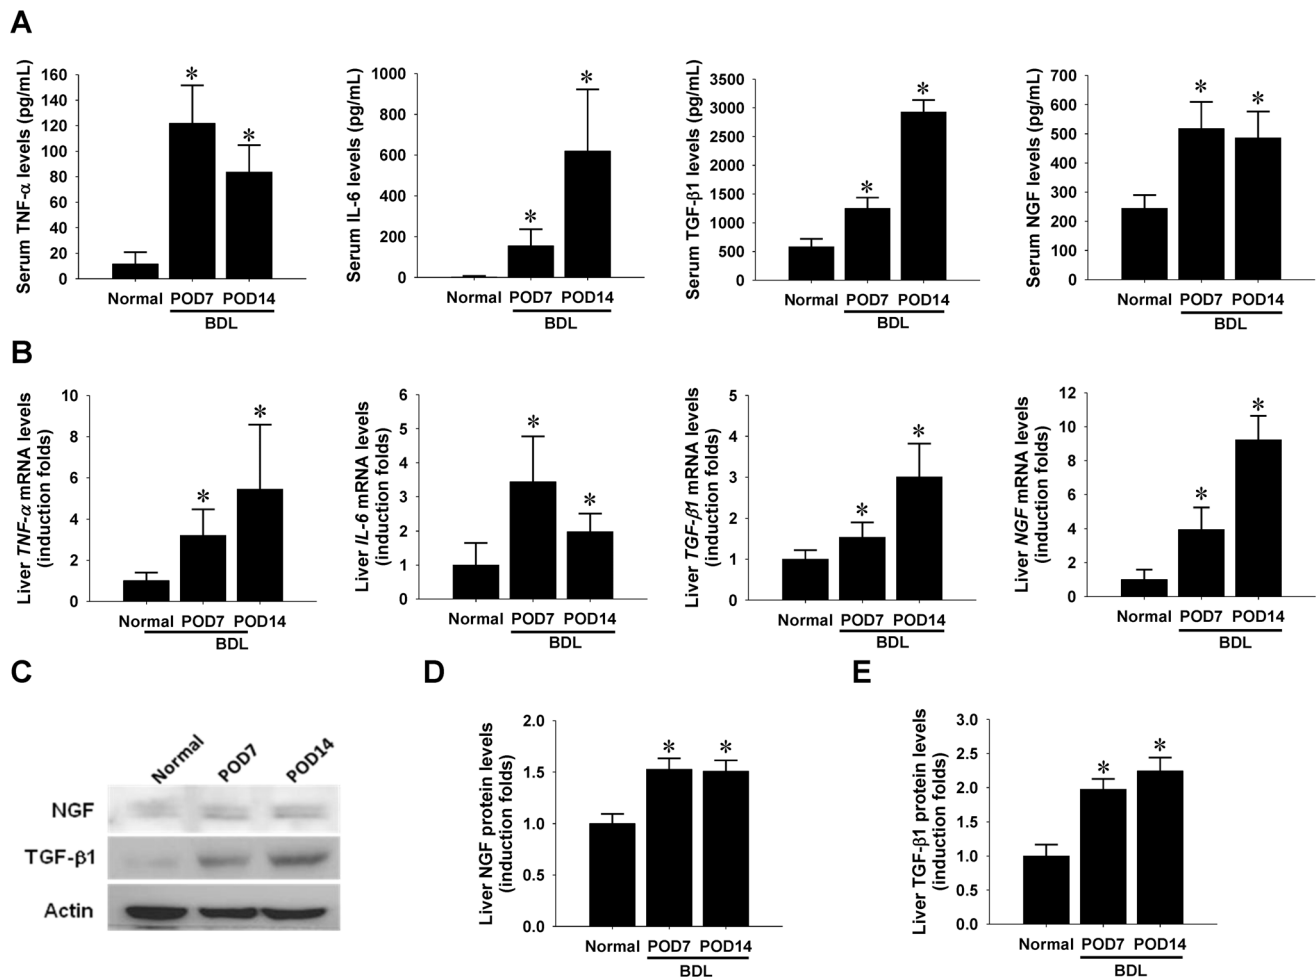 A
Serum TNF-α levels (pg/mL)
160
140
120
100
80
60
40
20
0
*
*
Normal POD7 POD14
BDL
Serum IL-6 levels (pg/mL)
1000
800
600
400
200
0
*
*
Normal POD7 POD14
BDL
Serum TGF-β1 levels (pg/mL)
3500
3000
2500
2000
1500
1000
500
0
*
*
Normal POD7 POD14
BDL
Serum NGF levels (pg/mL)
700
600
500
400
300
200
100
0
*
*
Normal POD7 POD14
BDL
B
Liver TNF-α mRNA levels
(induction folds)
10
8
6
4
2
0
*
*
Normal POD7 POD14
BDL
Liver IL-6 mRNA levels
(induction folds)
6
5
4
3
2
1
0
*
*
Normal POD7 POD14
BDL
Liver TGF-β1 mRNA levels
(induction folds)
5
4
3
2
1
0
*
*
Normal POD7 POD14
BDL
Liver NGF mRNA levels
(induction folds)
12
10
8
6
4
2
0
*
*
Normal POD7 POD14
BDL
C
Normal POD7 POD14
NGF
TGF-β1
Actin
D
Liver NGF protein levels
(induction folds)
2.0
1.5
1.0
0.5
0.0
*
*
Normal POD7 POD14
BDL
E
Liver TGF-β1 protein levels
(induction folds)
3.0
2.5
2.0
1.5
1.0
0.5
0.0
*
*
Normal POD7 POD14
BDL